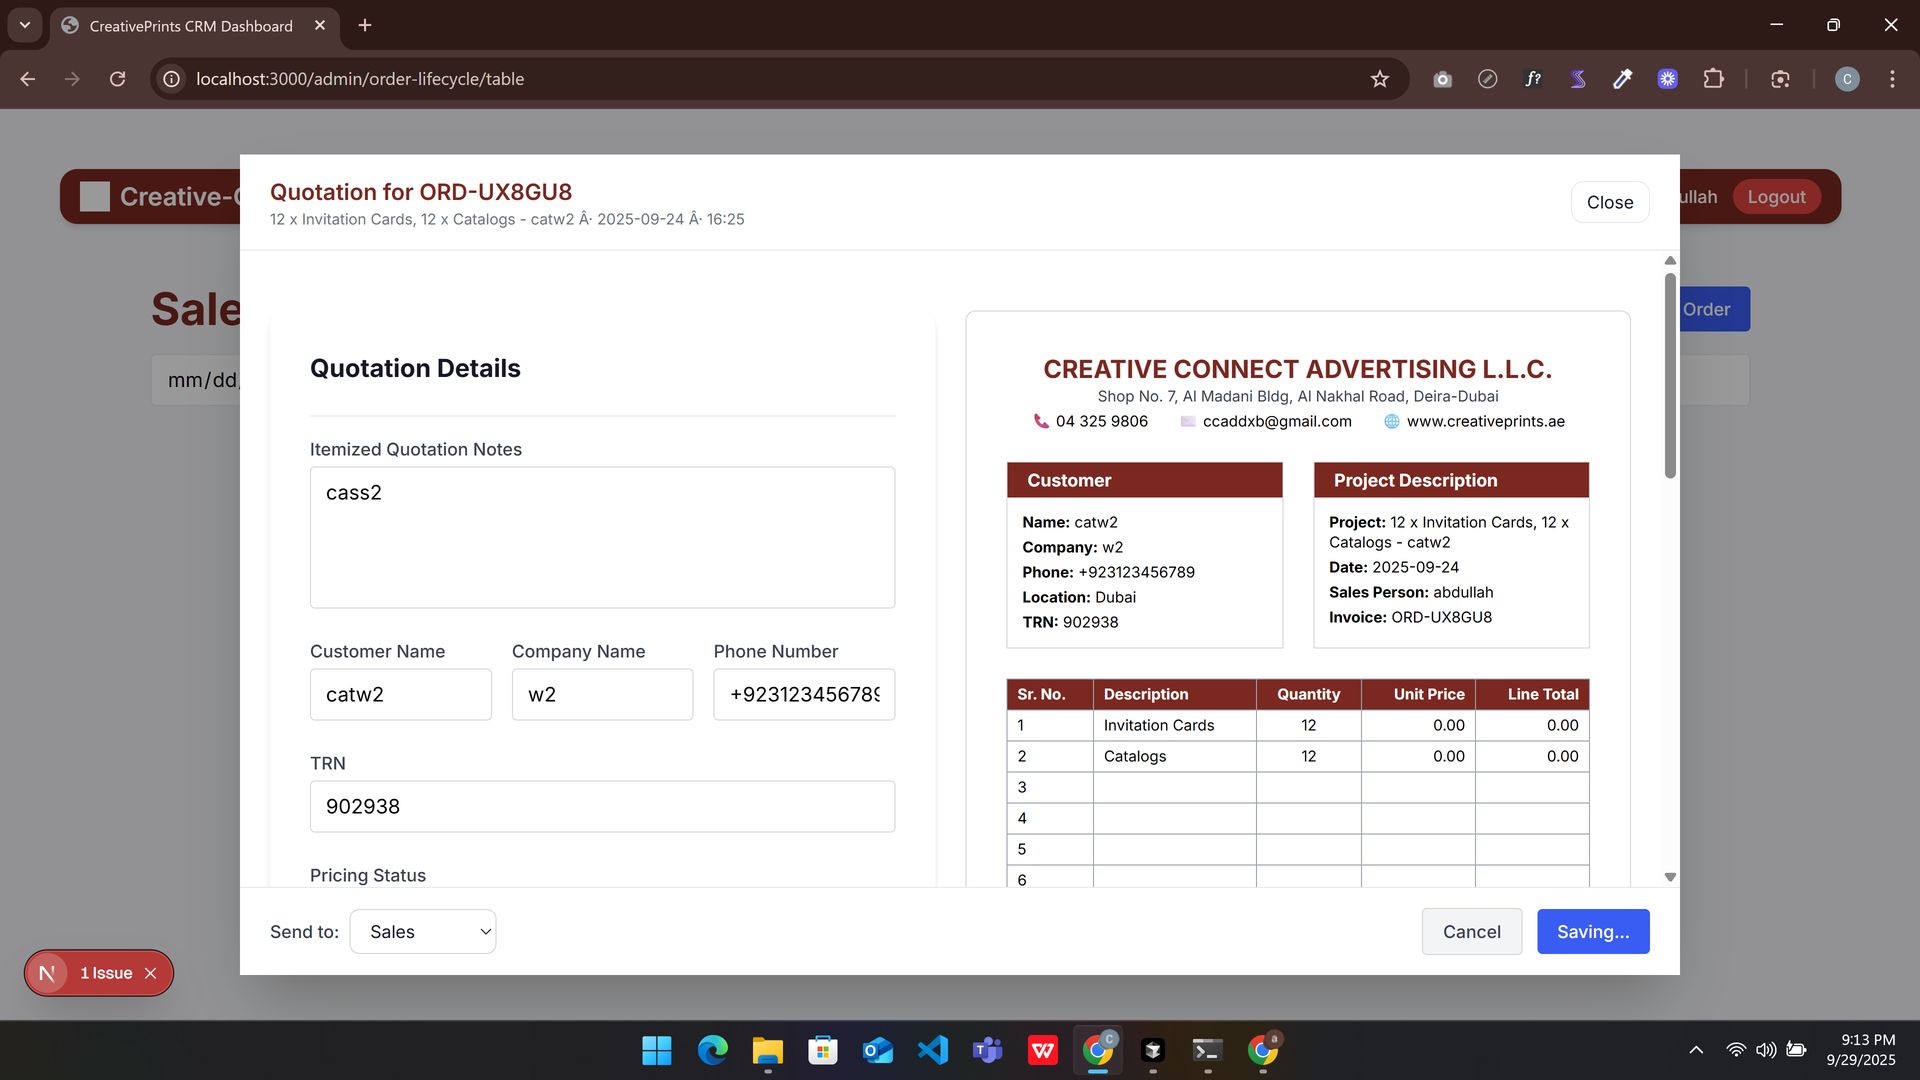 CreativePrints CRM Dashboard
localhost:3000/admin/order-lifecycle/table
C
Quotation for ORD-UX8GU8
12 x Invitation Cards, 12 x Catalogs - catw2 Â· 2025-09-24 Â· 16:25
Close
Creative-
ullah
Logout
Sale
Order
mm/dd
Quotation Details
Itemized Quotation Notes
cass2
Customer Name
Company Name
Phone Number
catw2
w2
+923123456789
TRN
902938
Pricing Status
CREATIVE CONNECT ADVERTISING L.L.C.
Shop No. 7, Al Madani Bldg, Al Nakhal Road, Deira-Dubai
04 325 9806 ccaddxb@gmail.com www.creativeprints.ae
Customer
Name: catw2
Company: w2
Phone: +923123456789
Location: Dubai
TRN: 902938
Project Description
Project: 12 x Invitation Cards, 12 x
Catalogs - catw2
Date: 2025-09-24
Sales Person: abdullah
Invoice: ORD-UX8GU8
Sr. No. Description Quantity Unit Price Line Total
1 Invitation Cards 12 0.00 0.00
2 Catalogs 12 0.00 0.00
3
4
5
6
Send to: Sales
Cancel
Saving...
N 1 Issue
9:13 PM
9/29/2025